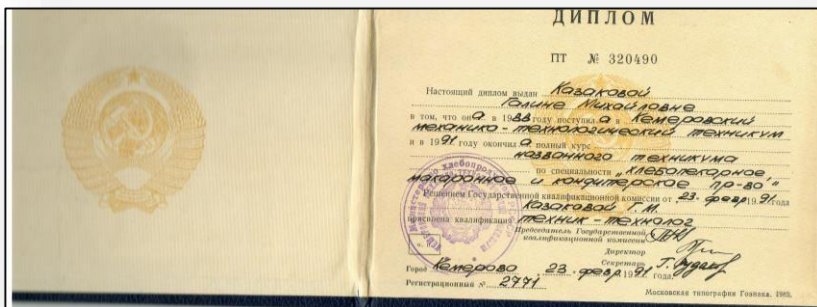 ДИПЛОМ
ПТ № 320490
Настоящий диплом выдан Казаковой
Галине Михайловне
в том, что она в 1988 году поступила в Кемеровский
механико-технологический техникум
и в 1991 году окончила полный курс
названного техникума
по специальности „хлебопекарное,
макаронное и кондитерское пр-во"
Решением Государственной квалификационной комиссии от 23 февр 1991 года
Казаковой Г.М.
присвоена квалификация техник-технолог
Председатель Государственной
квалификационной комиссии
Директор
Секретарь
Город Кемерово 23 февр 1991 года
Регистрационный № 2771
Московская типография Гознака.